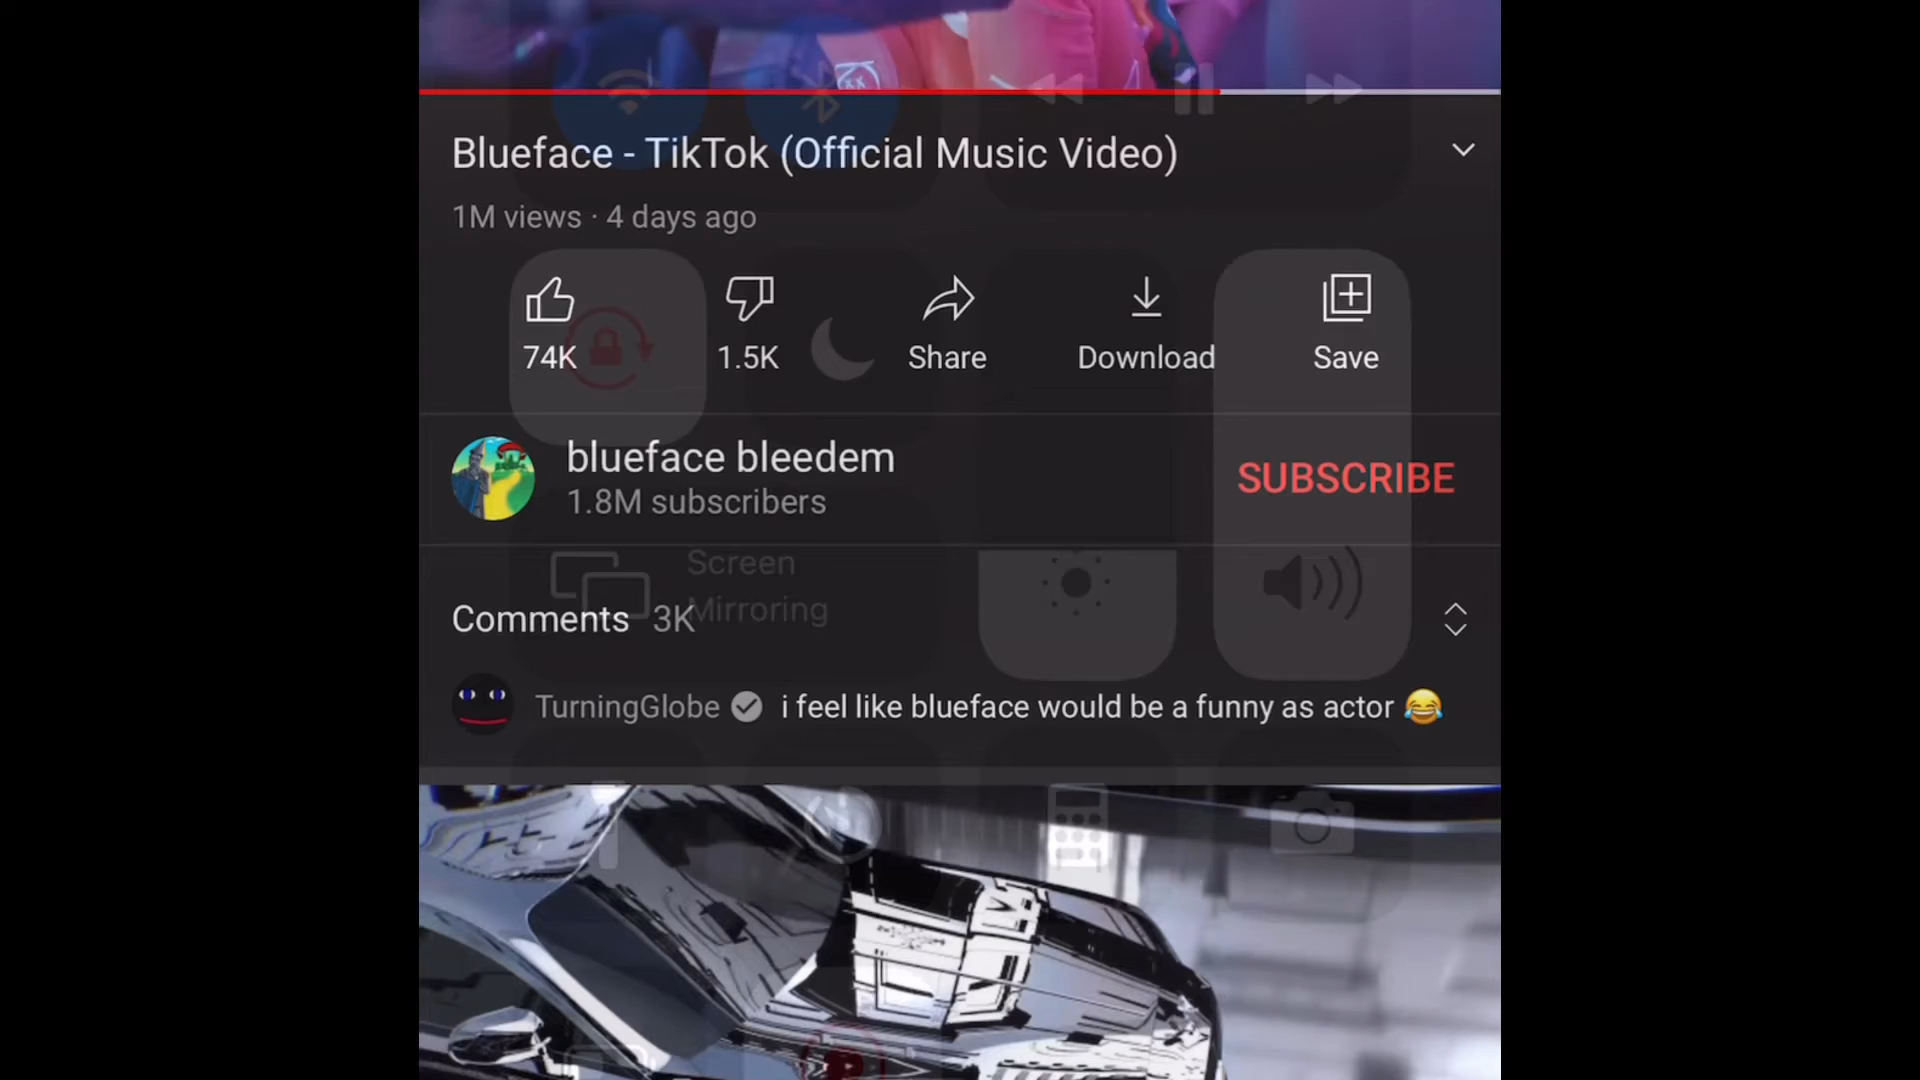 Blueface - TikTok (Official Music Video)
1M views · 4 days ago
74K 1.5K Share Download Save
blueface bleedem
1.8M subscribers
SUBSCRIBE
Screen
Mirroring
Comments 3K
TurningGlobe i feel like blueface would be a funny as actor 😂